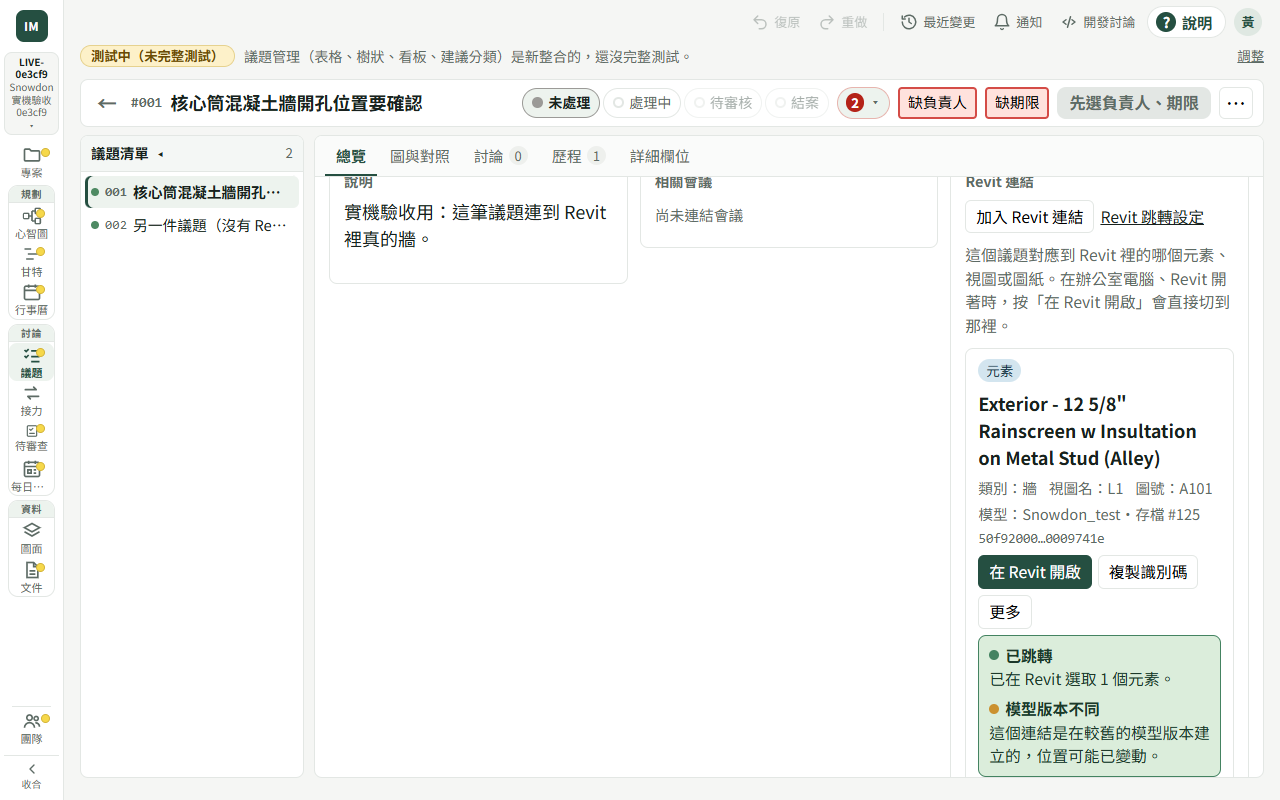 IM
LIVE-
0e3cf9
Snowdon
實機驗收
0e3cf9
專案
規劃
心智圖
甘特
行事曆
討論
議題
接力
待審查
每日…
資料
圖面
文件
團隊
收合
復原
重做
最近變更
通知
開發討論
? 說明
黃
測試中（未完整測試）
議題管理（表格、樹狀、看板、建議分類）是新整合的，還沒完整測試。
調整
← #001 核心筒混凝土牆開孔位置要確認
未處理
處理中
待審核
結案
2
缺負責人
缺期限
先選負責人、期限
⋯
議題清單
2
001 核心筒混凝土牆開孔…
002 另一件議題（沒有 Re…
總覽
圖與對照
討論 0
歷程 1
詳細欄位
說明
實機驗收用：這筆議題連到 Revit
裡真的牆。
相關會議
尚未連結會議
Revit 連結
加入 Revit 連結
Revit 跳轉設定
這個議題對應到 Revit 裡的哪個元素、
視圖或圖紙。在辦公室電腦、Revit 開
著時，按「在 Revit 開啟」會直接切到
那裡。
元素
Exterior - 12 5/8"
Rainscreen w Insultation
on Metal Stud (Alley)
類別：牆 視圖名：L1 圖號：A101
模型：Snowdon_test・存檔 #125
50f92000…0009741e
在 Revit 開啟
複製識別碼
更多
已跳轉
已在 Revit 選取 1 個元素。
模型版本不同
這個連結是在較舊的模型版本建
立的，位置可能已變動。